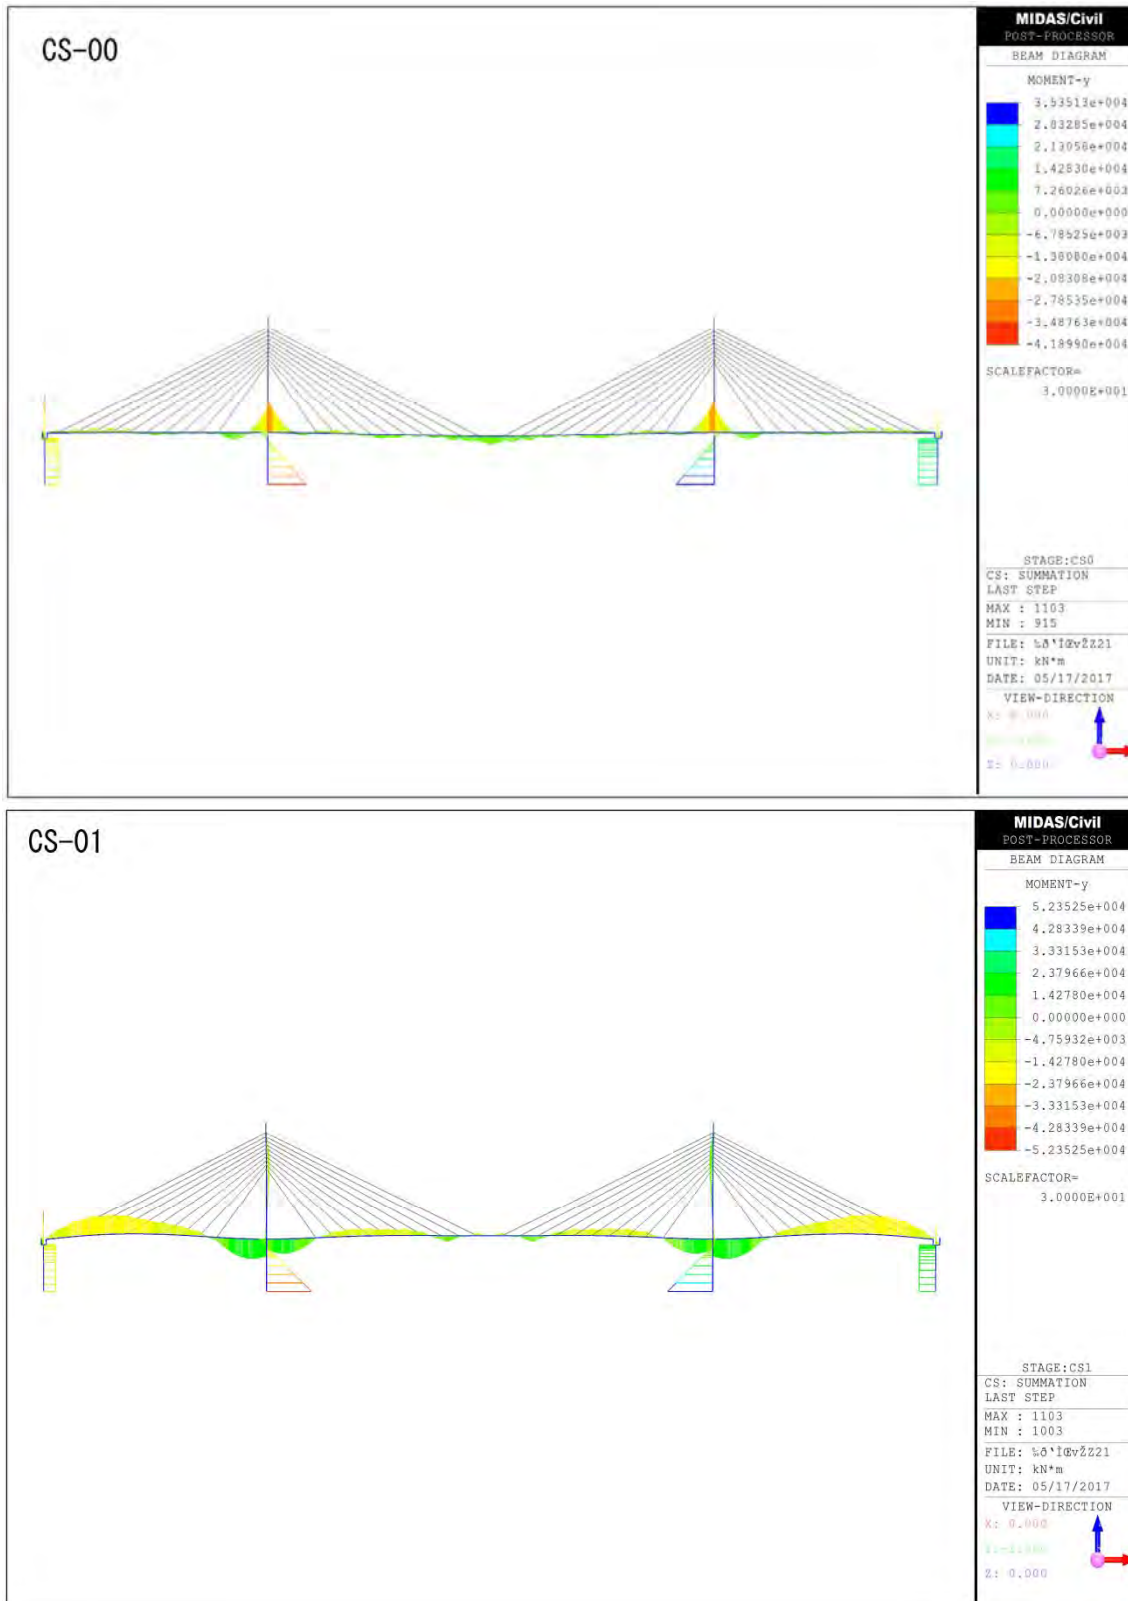 CS-00
MIDAS/Civil
POST-PROCESSOR
BEAM DIAGRAM
MOMENT-y
3.53513e+004
2.83285e+004
2.13058e+004
1.42830e+004
7.26026e+003
0.00000e+000
-6.78525e+003
-1.38080e+004
-2.08308e+004
-2.78535e+004
-3.48763e+004
-4.18990e+004
SCALEFACTOR=
3.0000E+001
STAGE:CS0
CS: SUMMATION
LAST STEP
MAX : 1103
MIN : 915
FILE:
UNIT: kN*m
DATE: 05/17/2017
VIEW-DIRECTION
X: 0.000
Z: 0.000
CS-01
MIDAS/Civil
POST-PROCESSOR
BEAM DIAGRAM
MOMENT-y
5.23525e+004
4.28339e+004
3.33153e+004
2.37966e+004
1.42780e+004
0.00000e+000
-4.75932e+003
-1.42780e+004
-2.37966e+004
-3.33153e+004
-4.28339e+004
-5.23525e+004
SCALEFACTOR=
3.0000E+001
STAGE:CS1
CS: SUMMATION
LAST STEP
MAX : 1103
MIN : 1003
FILE:
UNIT: kN*m
DATE: 05/17/2017
VIEW-DIRECTION
X: 0.000
Z: 0.000